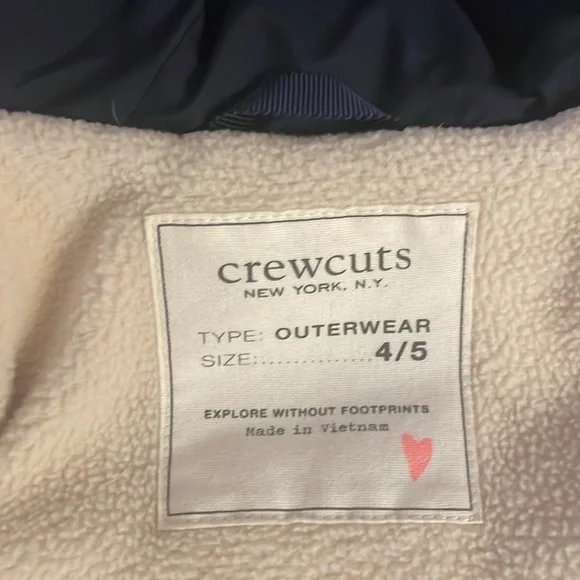 crewcuts
NEW YORK, N.Y.
TYPE: OUTERWEAR
SIZE:...............4/5
EXPLORE WITHOUT FOOTPRINTS
Made in Vietnam